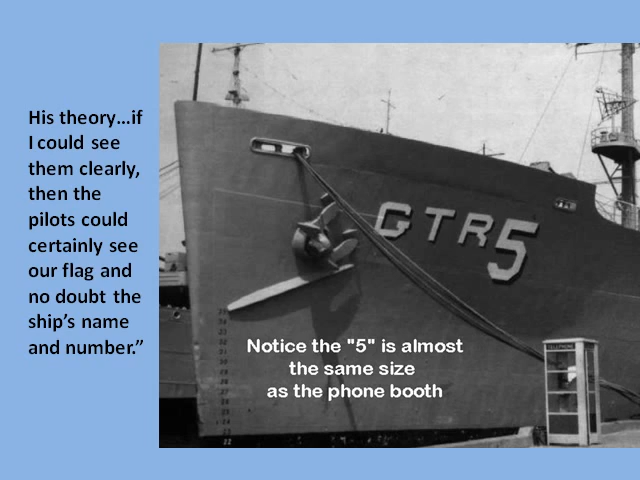 His theory…if
I could see
them clearly,
then the
pilots could
certainly see
our flag and
no doubt the
ship’s name
and number.”
GTR5
Notice the "5" is almost
the same size
as the phone booth
TELEPHONE
22